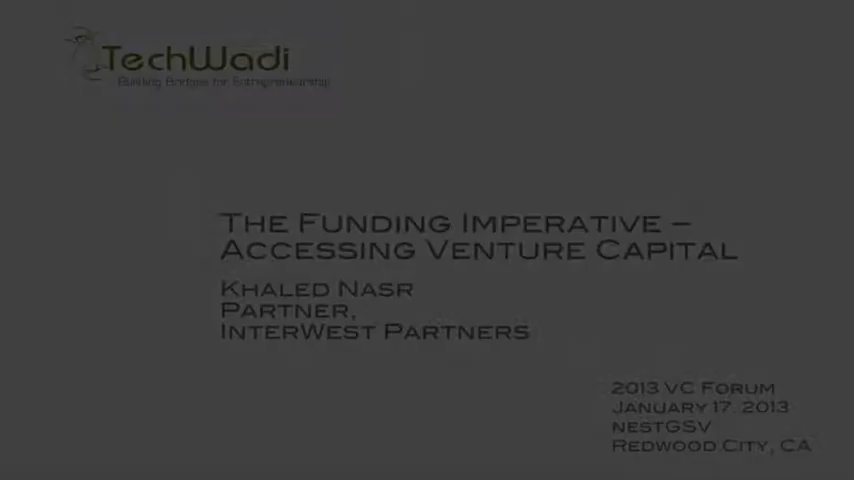 TechWadi
Building Bridges for Entrepreneurship
The Funding Imperative –
Accessing Venture Capital
Khaled Nasr
Partner,
InterWest Partners
2013 VC Forum
January 17, 2013
nestGSV
Redwood City, CA